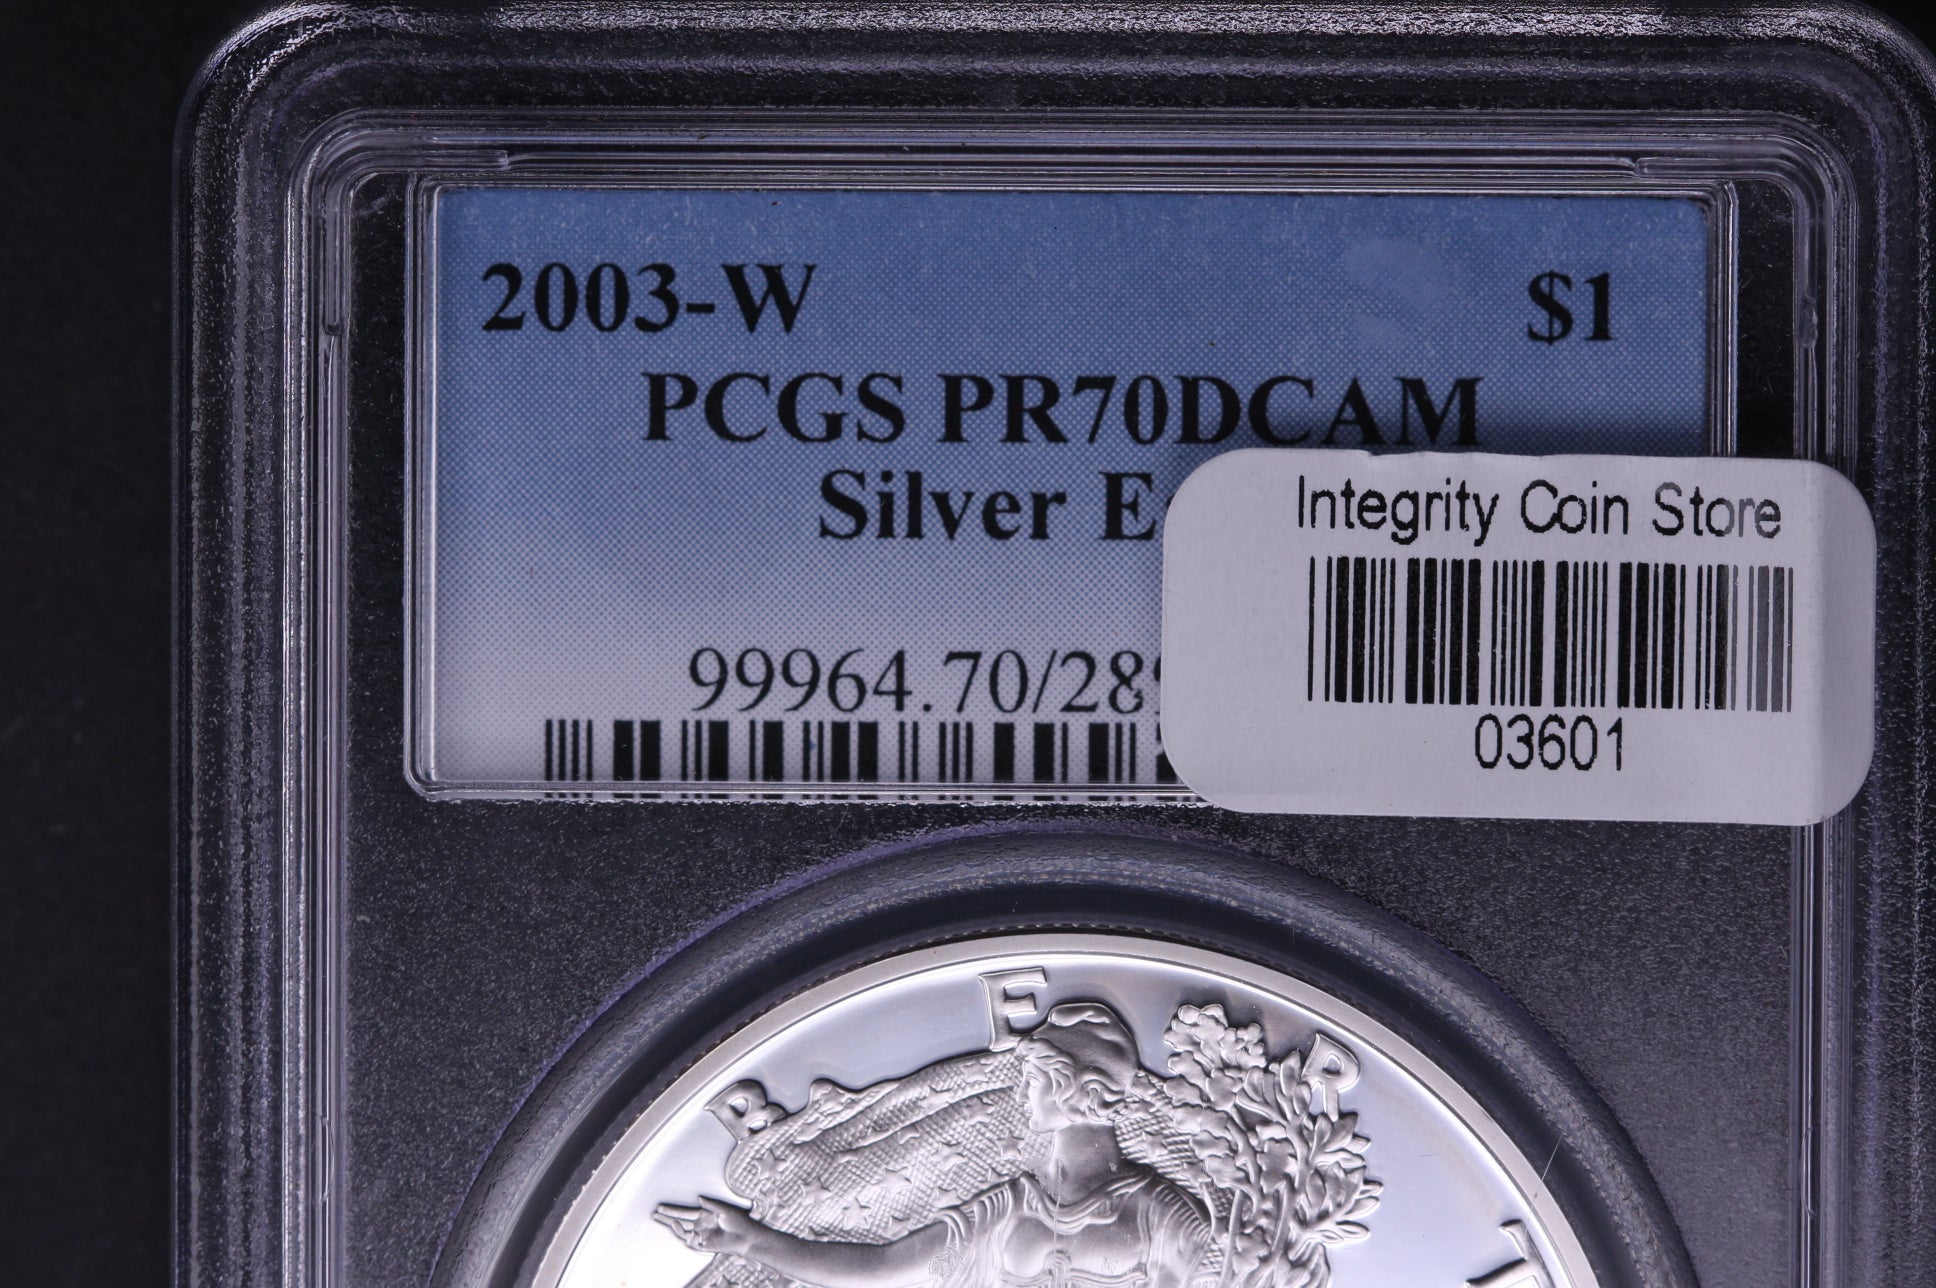 2003-W $1
PCGS PR70DCAM
Silver
99964.70/28
Integrity Coin Store
03601
B E R T